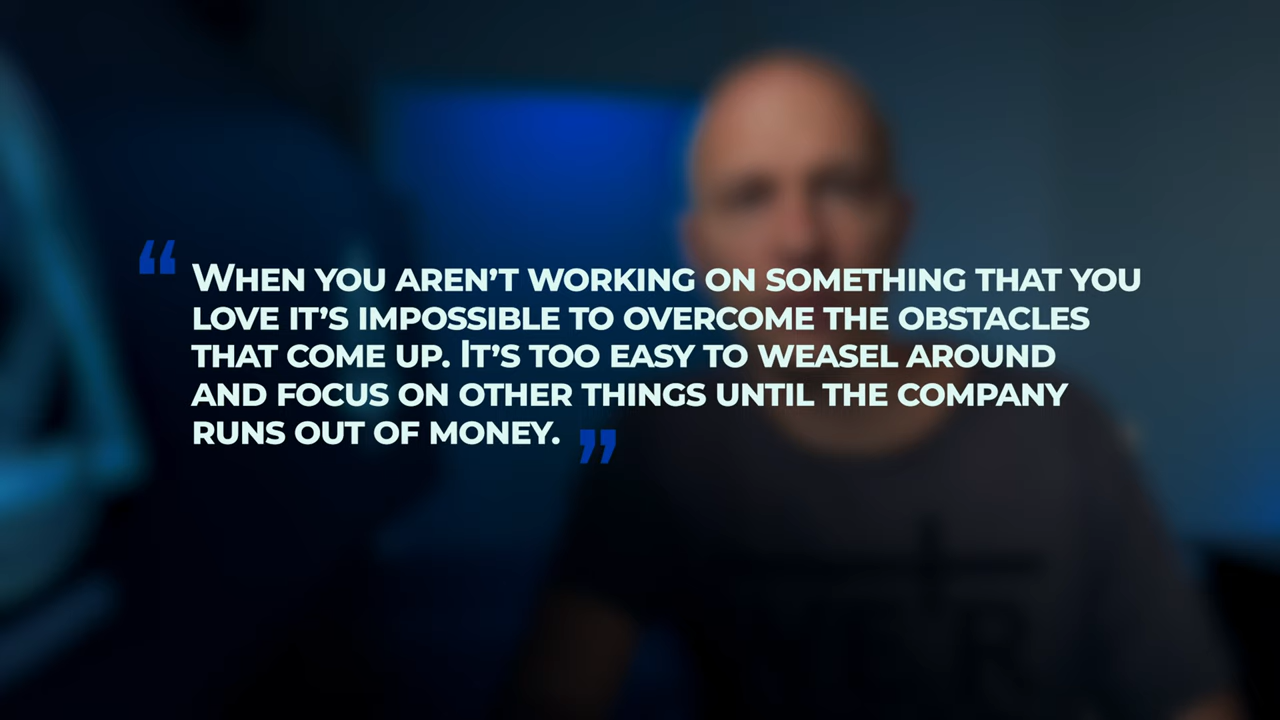 “ When you aren’t working on something that you
love it’s impossible to overcome the obstacles
that come up. It’s too easy to weasel around
and focus on other things until the company
runs out of money. ”